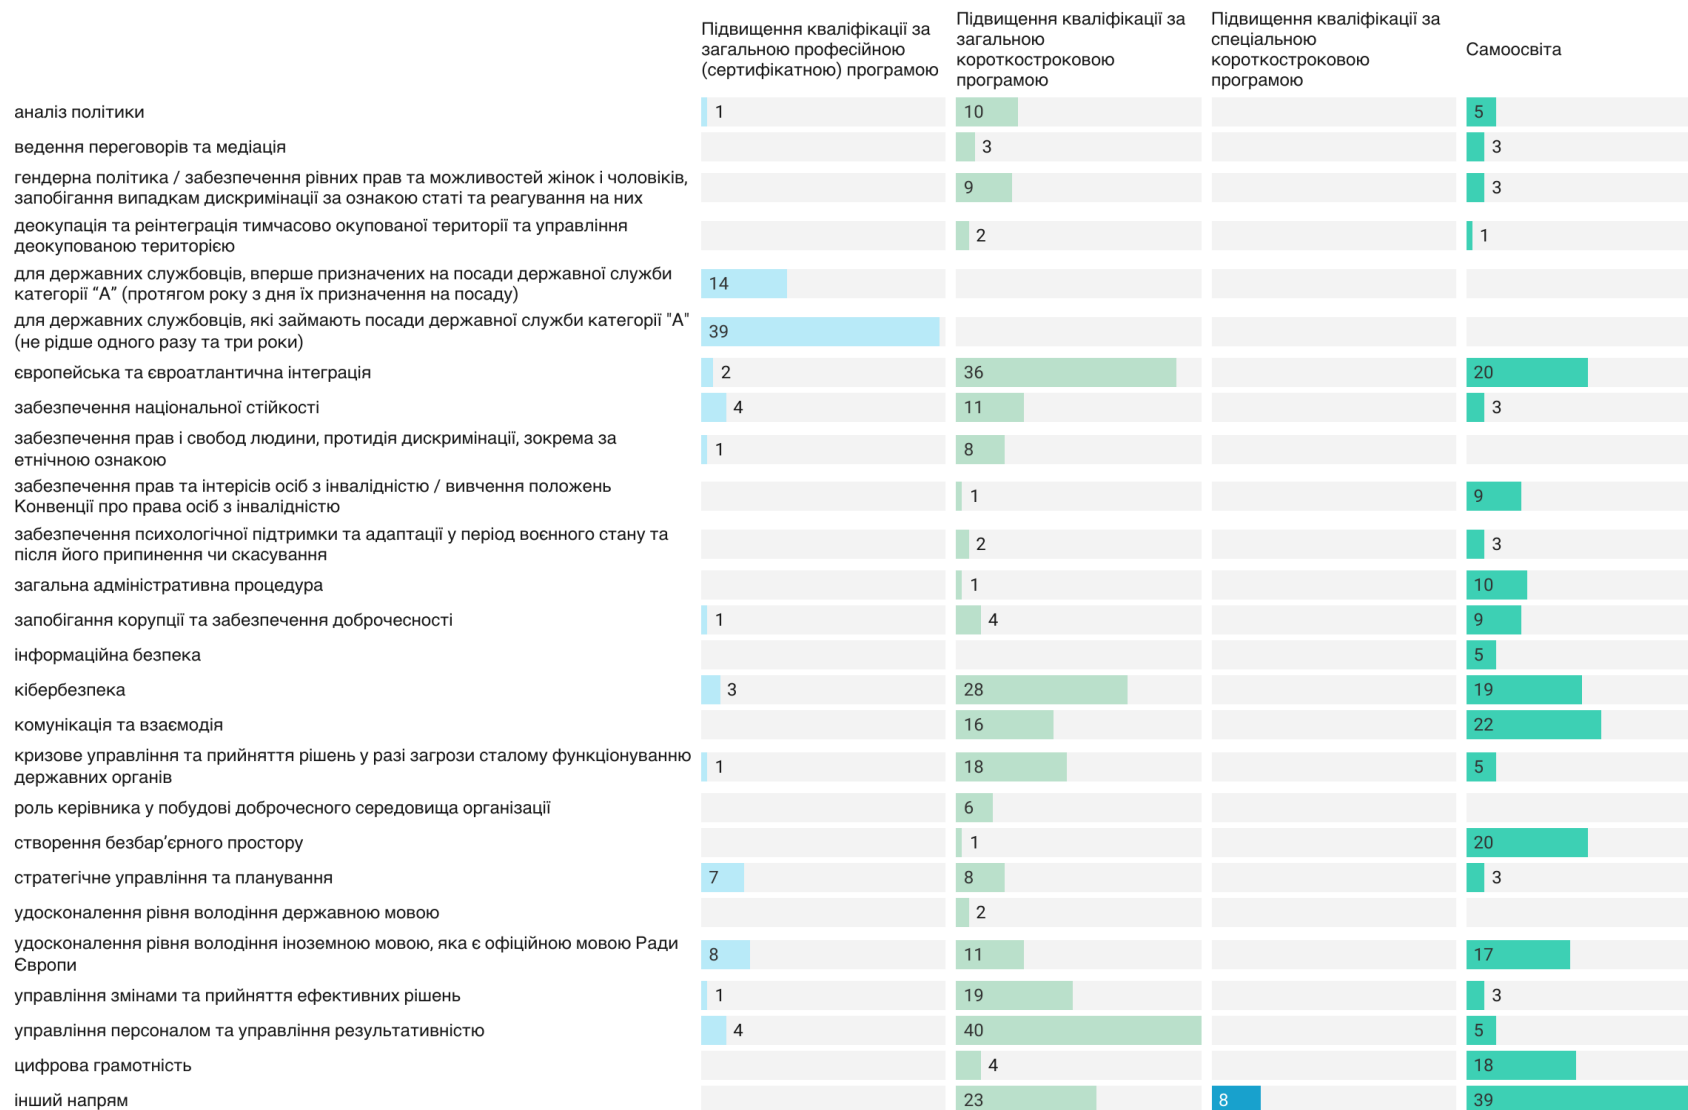 Підвищення кваліфікації за
загальною професійною
(сертифікатною) програмою
Підвищення кваліфікації за
загальною
короткостроковою
програмою
Підвищення кваліфікації за
спеціальною
короткостроковою
програмою
Самоосвіта
аналіз політики 1 10 5
ведення переговорів та медіація 3 3
гендерна політика / забезпечення рівних прав та можливостей жінок і чоловіків,
запобігання випадкам дискримінації за ознакою статі та реагування на них
9 3
деокупація та реінтеграція тимчасово окупованої території та управління
деокупованою територією
2 1
для державних службовців, вперше призначених на посади державної служби
категорії “А” (протягом року з дня їх призначення на посаду)
14
для державних службовців, які займають посади державної служби категорії "А"
(не рідше одного разу та три роки)
39
європейська та євроатлантична інтеграція 2 36 20
забезпечення національної стійкості 4 11 3
забезпечення прав і свобод людини, протидія дискримінації, зокрема за
етнічною ознакою
1 8
забезпечення прав та інтерісів осіб з інвалідністю / вивчення положень
Конвенції про права осіб з інвалідністю
1 9
забезпечення психологічної підтримки та адаптації у період воєнного стану та
після його припинення чи скасування
2 3
загальна адміністративна процедура 1 10
запобігання корупції та забезпечення доброчесності 1 4 9
інформаційна безпека 5
кібербезпека 3 28 19
комунікація та взаємодія 16 22
кризове управління та прийняття рішень у разі загрози сталому функціонуванню
державних органів
1 18 5
роль керівника у побудові доброчесного середовища організації 6
створення безбар’єрного простору 1 20
стратегічне управління та планування 7 8 3
удосконалення рівня володіння державною мовою 2
удосконалення рівня володіння іноземною мовою, яка є офіційною мовою Ради
Європи
8 11 17
управління змінами та прийняття ефективних рішень 1 19 3
управління персоналом та управління результативністю 4 40 5
цифрова грамотність 4 18
інший напрям 23 8 39